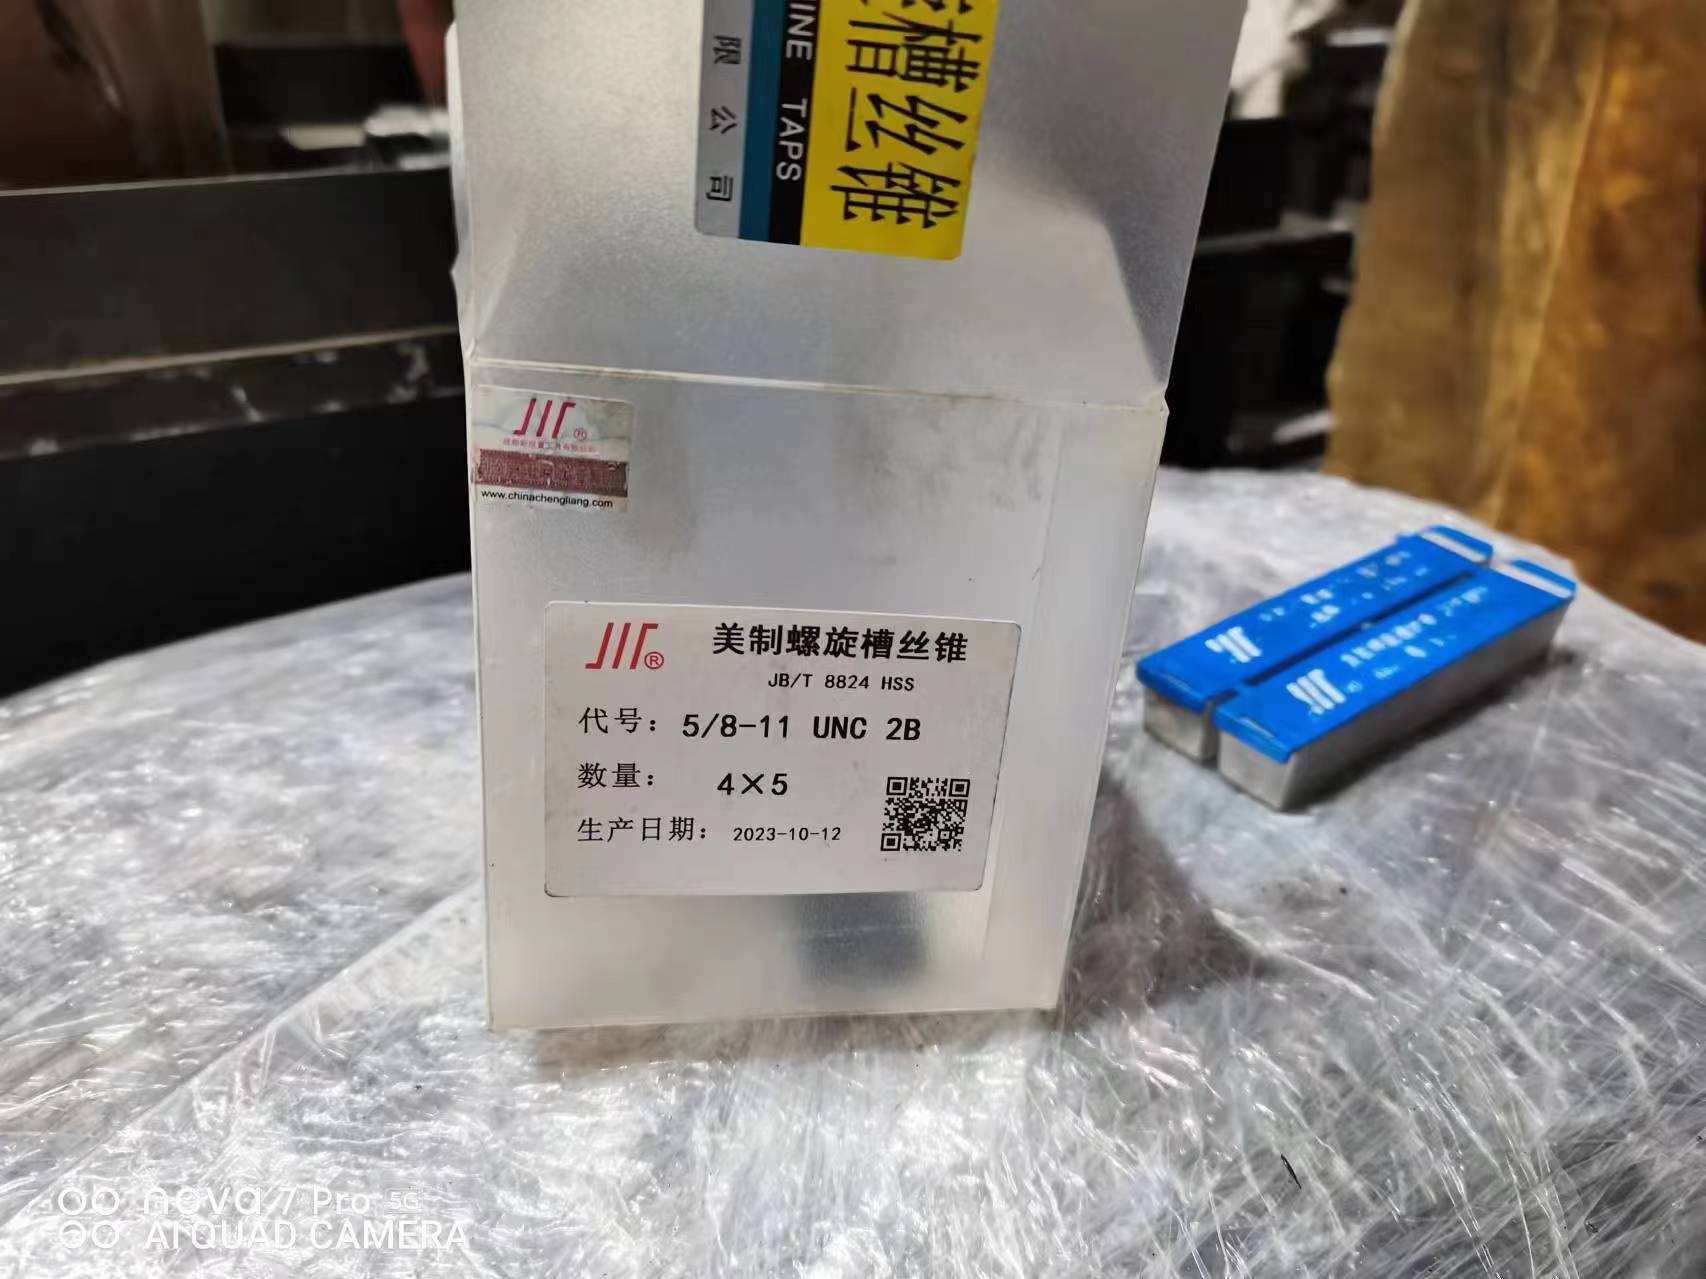 槽丝锥
INE TAPS
限公司
®
www.chinachengliang.com
®
美制螺旋槽丝锥
JB/T 8824 HSS
代号：5/8-11 UNC 2B
数量： 4×5
生产日期： 2023-10-12
nova 7 Pro 5G
AI QUAD CAMERA